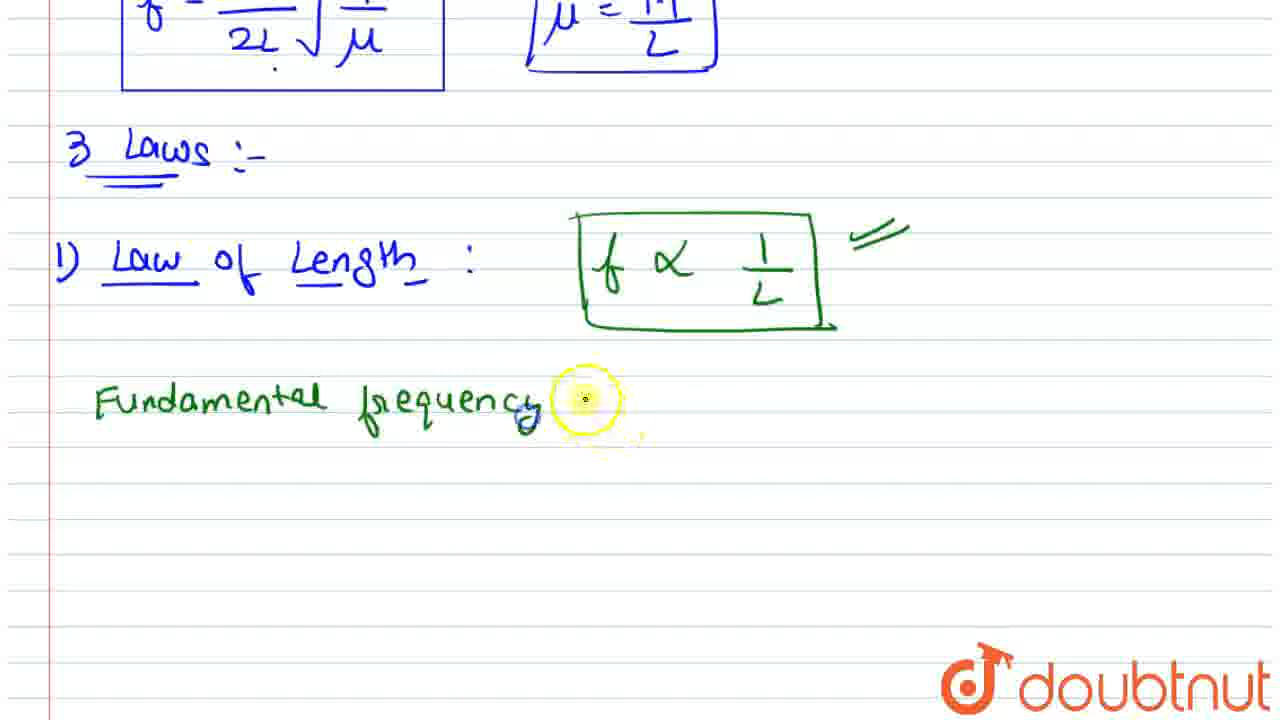 2L √ μ
μ = M/L
3 Laws :-
1) Law of Length : f ∝ 1/L
Fundamental frequency
doubtnut